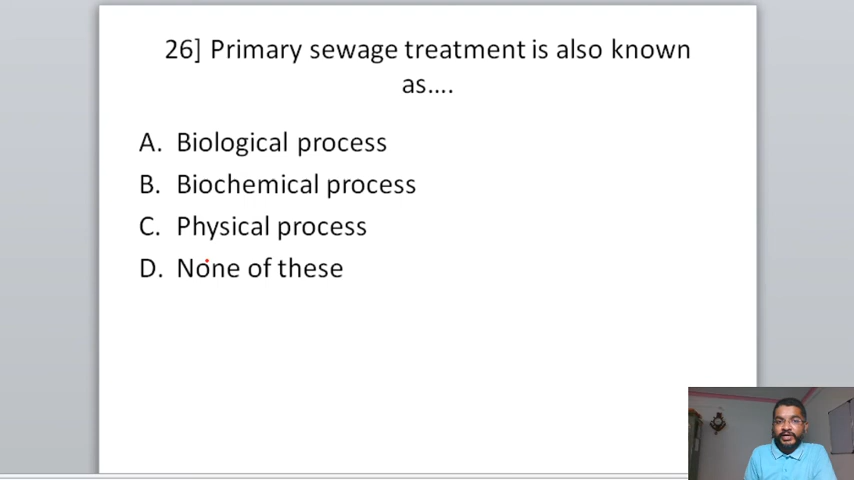 26] Primary sewage treatment is also known
as....
A. Biological process
B. Biochemical process
C. Physical process
D. None of these